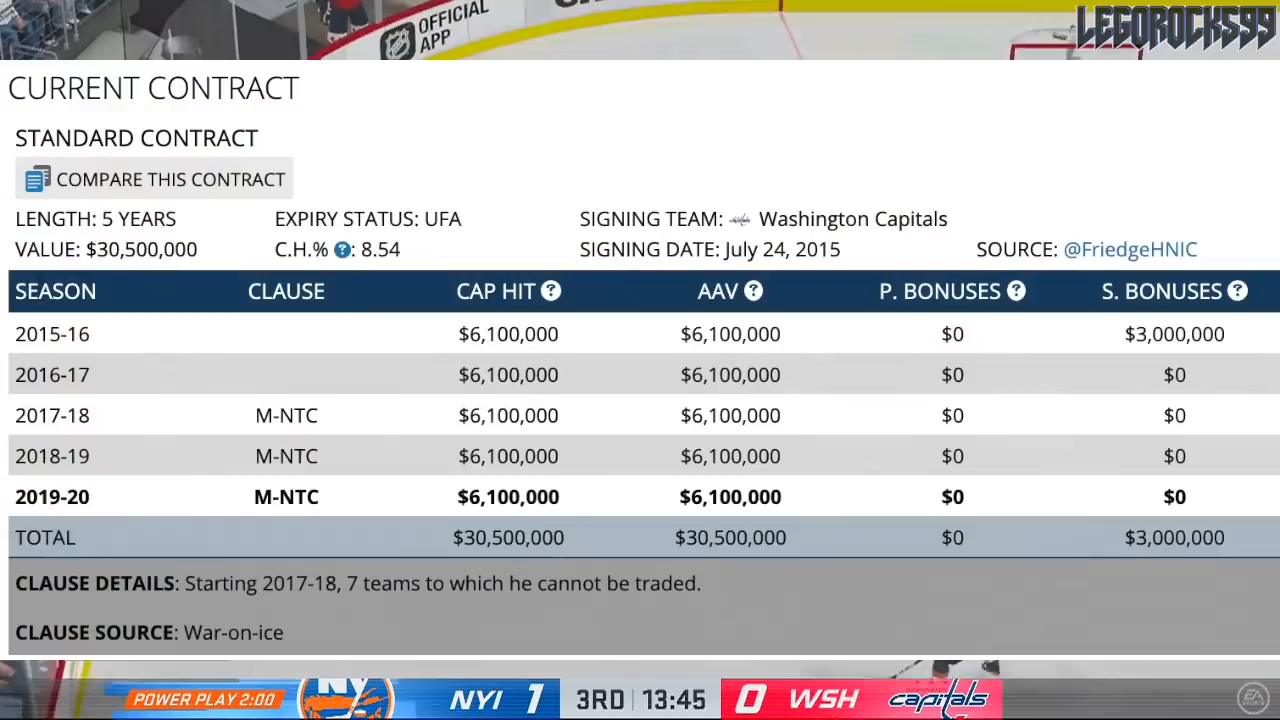 OFFICIAL
APP
LEGOROCKS99
CURRENT CONTRACT
STANDARD CONTRACT
COMPARE THIS CONTRACT
LENGTH: 5 YEARS EXPIRY STATUS: UFA SIGNING TEAM: Washington Capitals
VALUE: $30,500,000 C.H.% ?: 8.54 SIGNING DATE: July 24, 2015 SOURCE: @FriedgeHNIC
SEASON CLAUSE CAP HIT ? AAV ? P. BONUSES ? S. BONUSES ?
2015-16 $6,100,000 $6,100,000 $0 $3,000,000
2016-17 $6,100,000 $6,100,000 $0 $0
2017-18 M-NTC $6,100,000 $6,100,000 $0 $0
2018-19 M-NTC $6,100,000 $6,100,000 $0 $0
2019-20 M-NTC $6,100,000 $6,100,000 $0 $0
TOTAL $30,500,000 $30,500,000 $0 $3,000,000
CLAUSE DETAILS: Starting 2017-18, 7 teams to which he cannot be traded.
CLAUSE SOURCE: War-on-ice
POWER PLAY 2:00 NY NYI 1 3RD 13:45 0 WSH capitals EA SPORTS